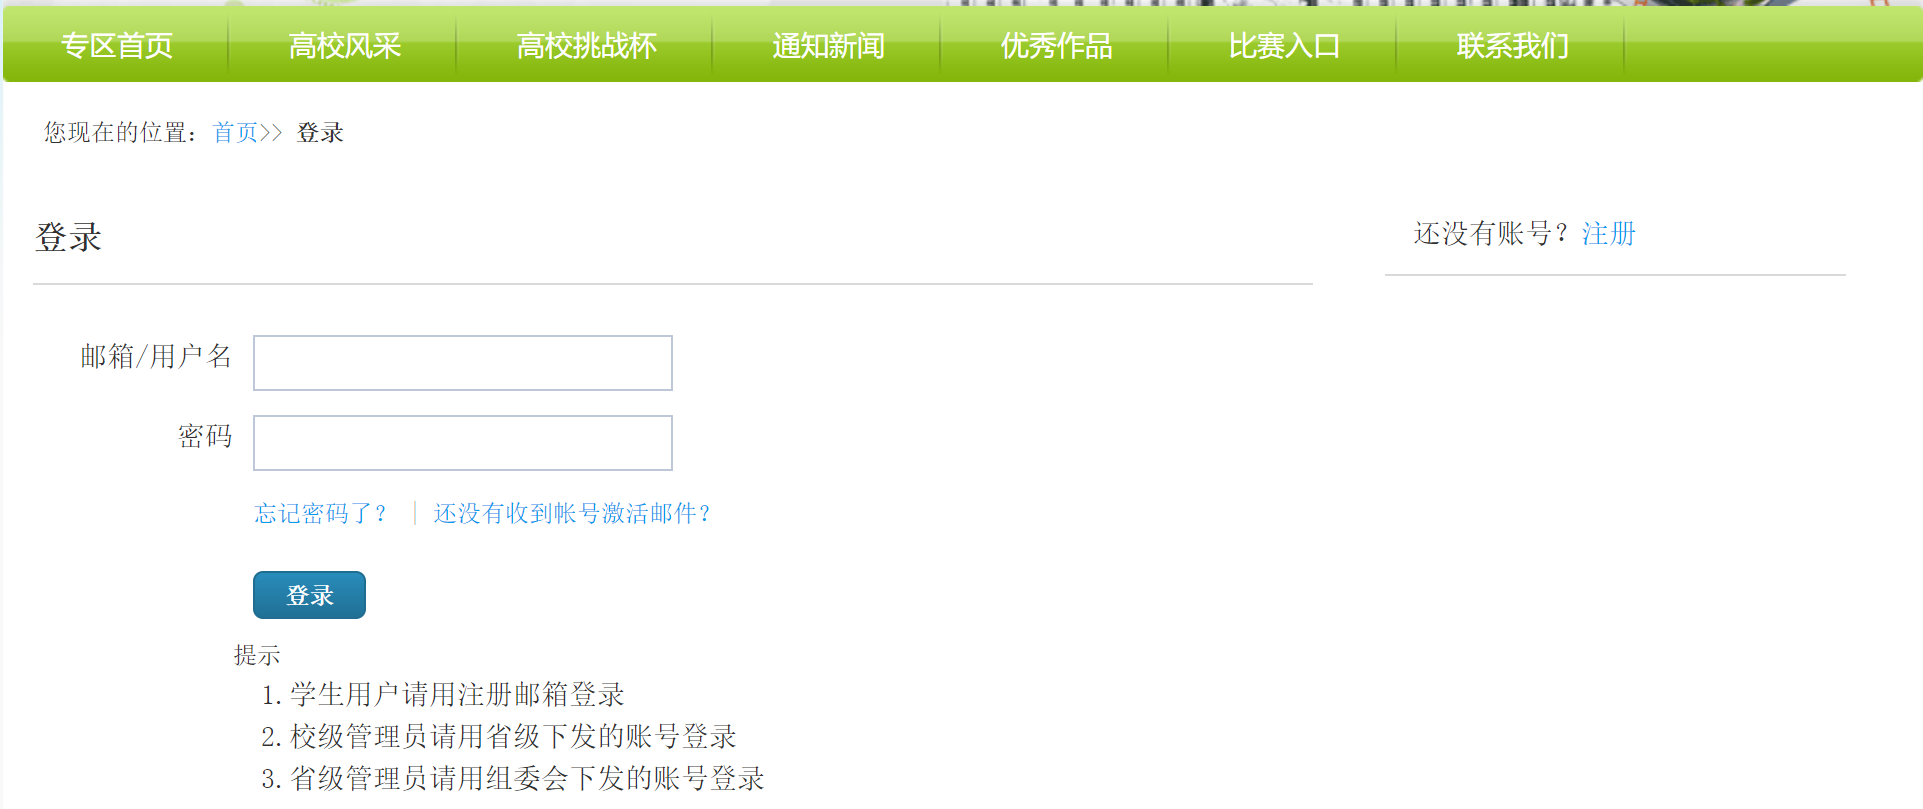 专区首页 高校风采 高校挑战杯 通知新闻 优秀作品 比赛入口 联系我们
您现在的位置：首页>> 登录
登录
还没有账号？注册
邮箱/用户名
密码
忘记密码了？ | 还没有收到帐号激活邮件？
登录
提示
1. 学生用户请用注册邮箱登录
2. 校级管理员请用省级下发的账号登录
3. 省级管理员请用组委会下发的账号登录